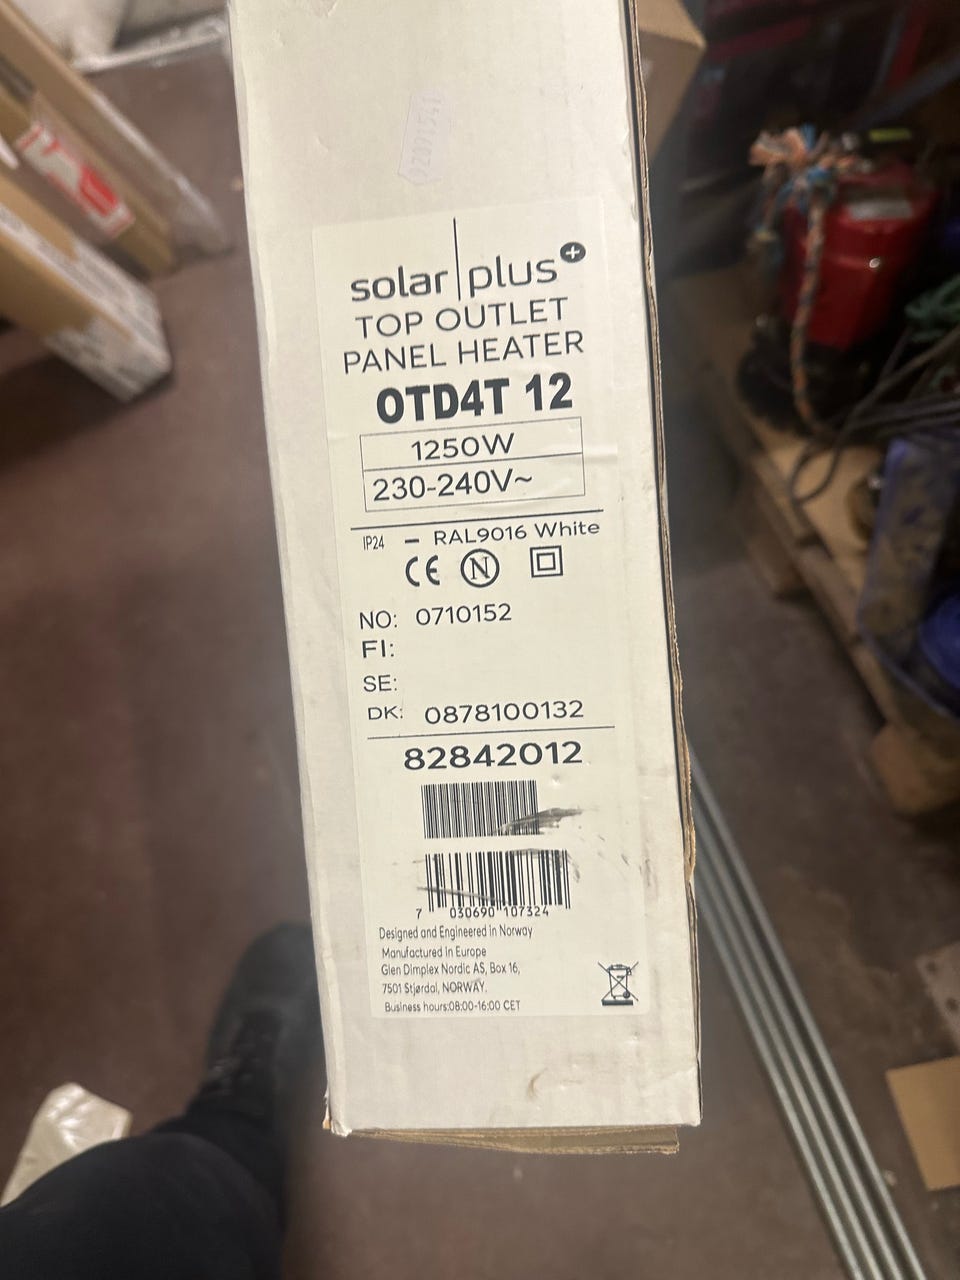 22091541
solar plus+
TOP OUTLET
PANEL HEATER
OTD4T 12
1250W
230-240V~
IP24 – RAL9016 White
CE N
NO: 0710152
FI:
SE:
DK: 0878100132
82842012
7 030690 107324
Designed and Engineered in Norway
Manufactured in Europe
Glen Dimplex Nordic AS, Box 16,
7501 Stjørdal, NORWAY.
Business hours:08:00-16:00 CET